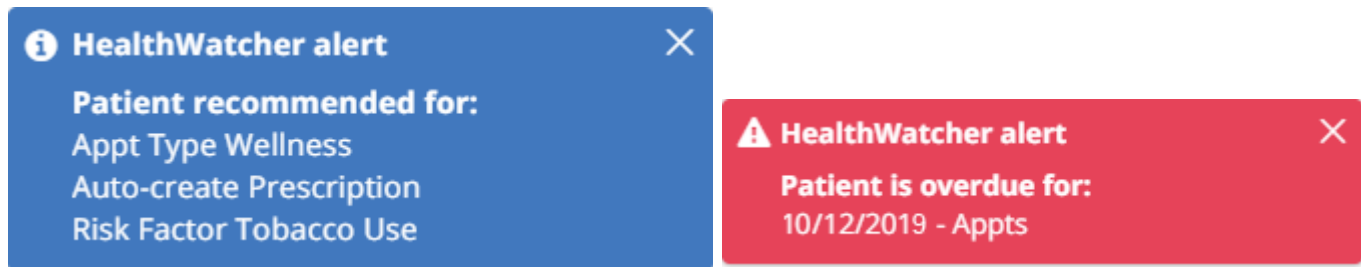 HealthWatcher alert
Patient recommended for:
Appt Type Wellness
Auto-create Prescription
Risk Factor Tobacco Use
HealthWatcher alert
Patient is overdue for:
10/12/2019 - Appts